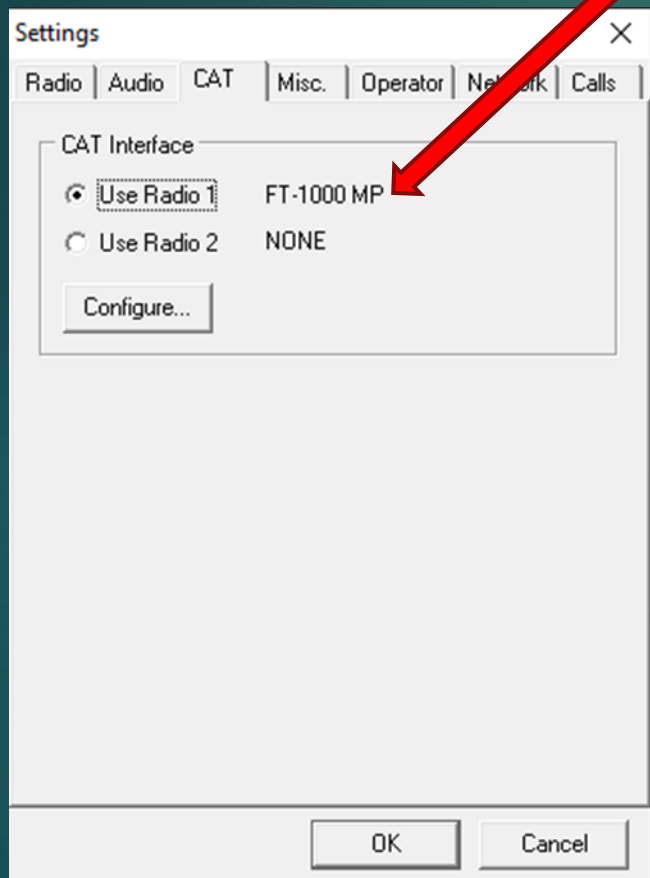 Settings
Radio Audio CAT Misc. Operator Network Calls
CAT Interface
Use Radio 1 FT-1000 MP
Use Radio 2 NONE
Configure...
OK Cancel